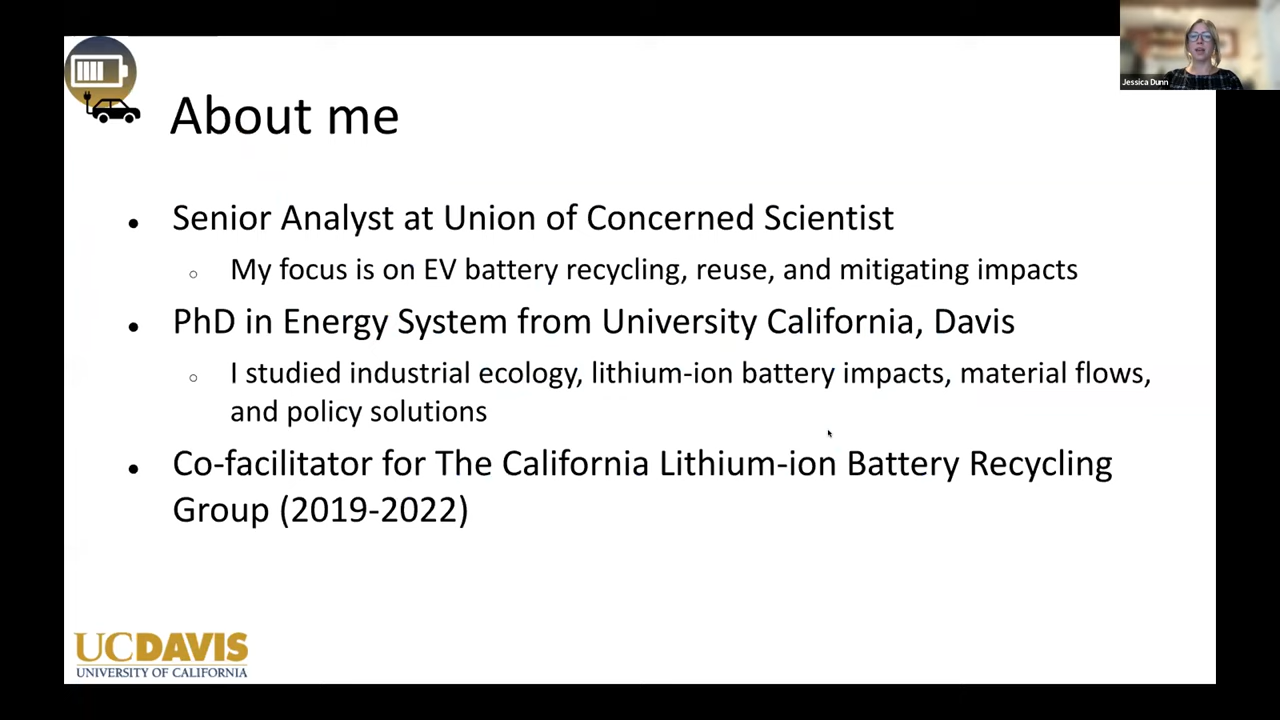 Jessica Dunn
About me
Senior Analyst at Union of Concerned Scientist
My focus is on EV battery recycling, reuse, and mitigating impacts
PhD in Energy System from University California, Davis
I studied industrial ecology, lithium-ion battery impacts, material flows,
and policy solutions
Co-facilitator for The California Lithium-ion Battery Recycling
Group (2019-2022)
UCDAVIS
UNIVERSITY OF CALIFORNIA